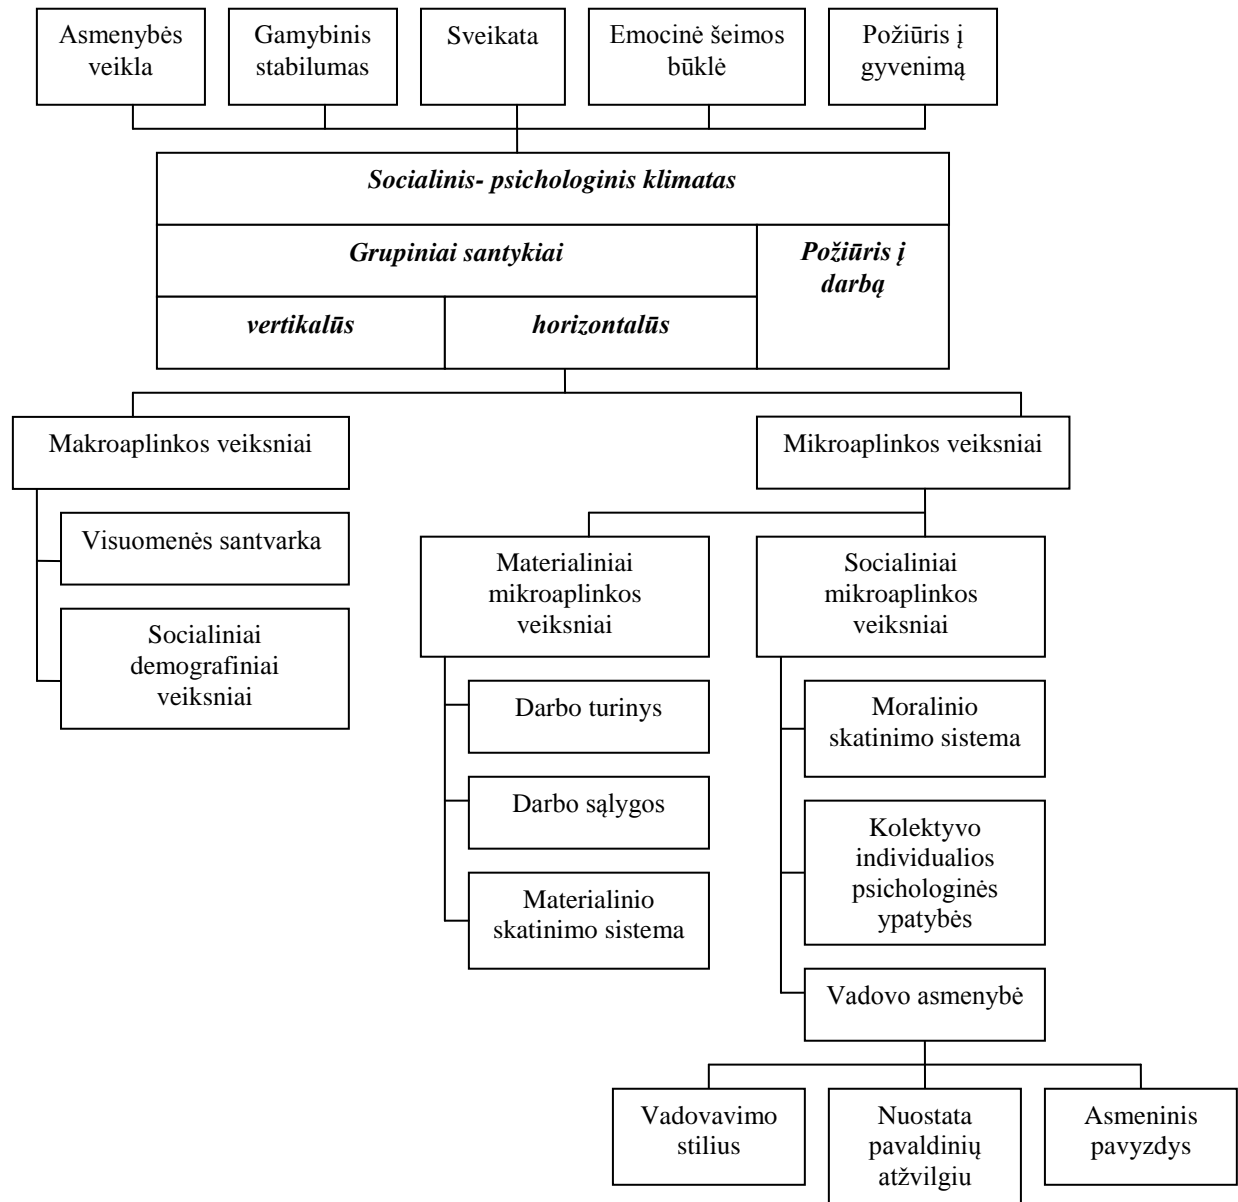 Asmenybės
veikla
Gamybinis
stabilumas
Sveikata
Emocinė šeimos
būklė
Požiūris į
gyvenimą
Socialinis- psichologinis klimatas
Grupiniai santykiai
Požiūris į
darbą
vertikalūs
horizontalūs
Makroaplinkos veiksniai
Mikroaplinkos veiksniai
Visuomenės santvarka
Socialiniai
demografiniai
veiksniai
Materialiniai
mikroaplinkos
veiksniai
Socialiniai
mikroaplinkos
veiksniai
Darbo turinys
Darbo sąlygos
Materialinio
skatinimo sistema
Moralinio
skatinimo sistema
Kolektyvo
individualios
psichologinės
ypatybės
Vadovo asmenybė
Vadovavimo
stilius
Nuostata
pavaldinių
atžvilgiu
Asmeninis
pavyzdys